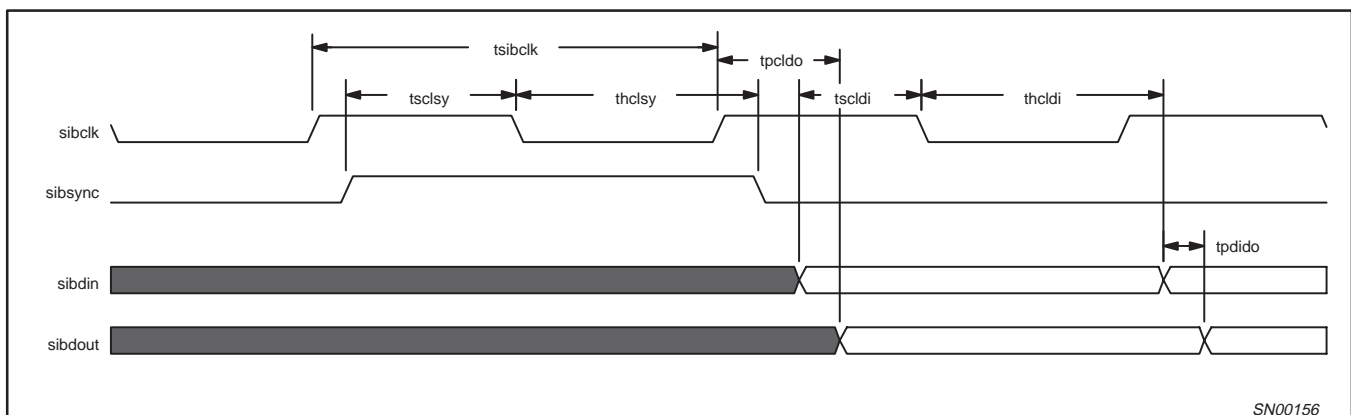 tsibclk
tpcldo
tsclsy
thclsy
tscldi
thcldi
sibclk
sibsync
tpdido
sibdin
sibdout
SN00156